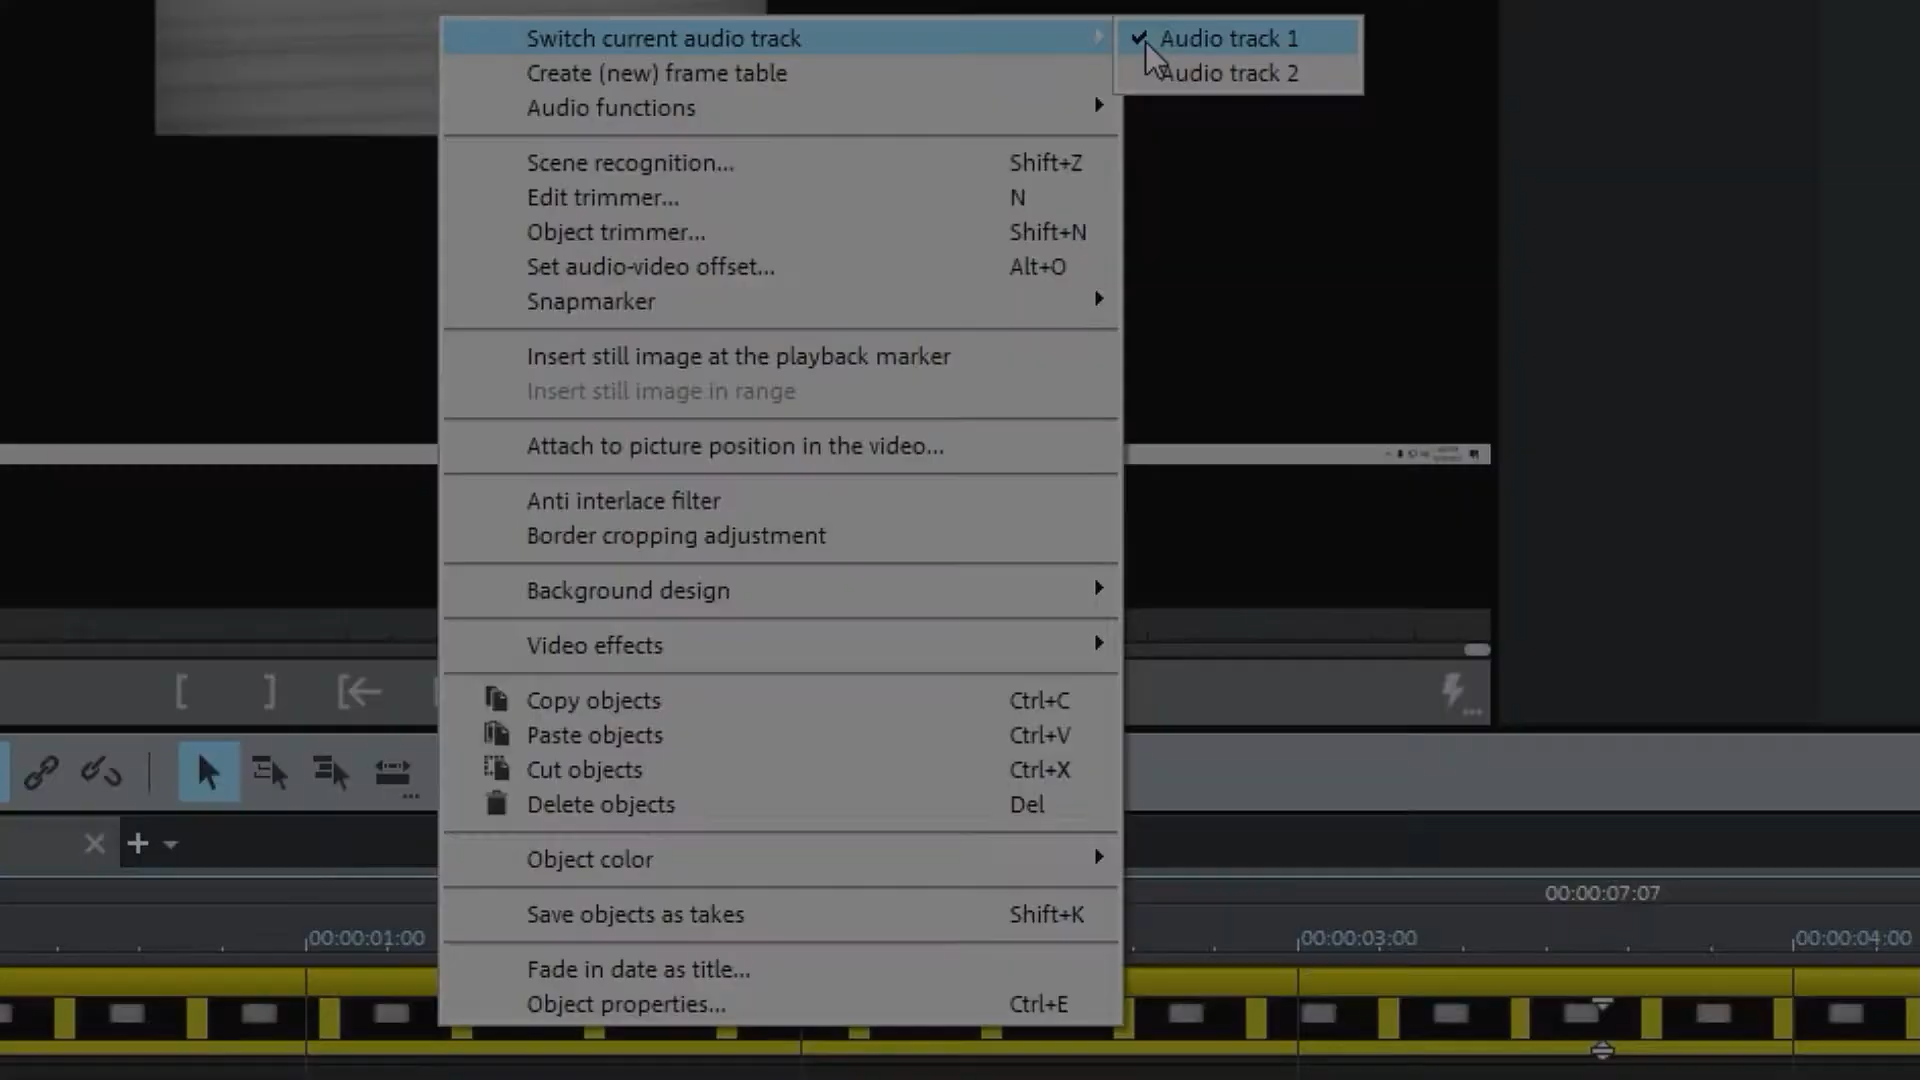 Switch current audio track
Audio track 1
Create (new) frame table
Audio track 2
Audio functions
Scene recognition... Shift+Z
Edit trimmer... N
Object trimmer... Shift+N
Set audio-video offset... Alt+O
Snapmarker
Insert still image at the playback marker
Insert still image in range
Attach to picture position in the video...
Anti interlace filter
Border cropping adjustment
Background design
Video effects
Copy objects Ctrl+C
Paste objects Ctrl+V
Cut objects Ctrl+X
Delete objects Del
Object color
00:00:07:07
Save objects as takes Shift+K
00:00:01:00
00:00:03:00
00:00:04:00
Fade in date as title...
Object properties... Ctrl+E